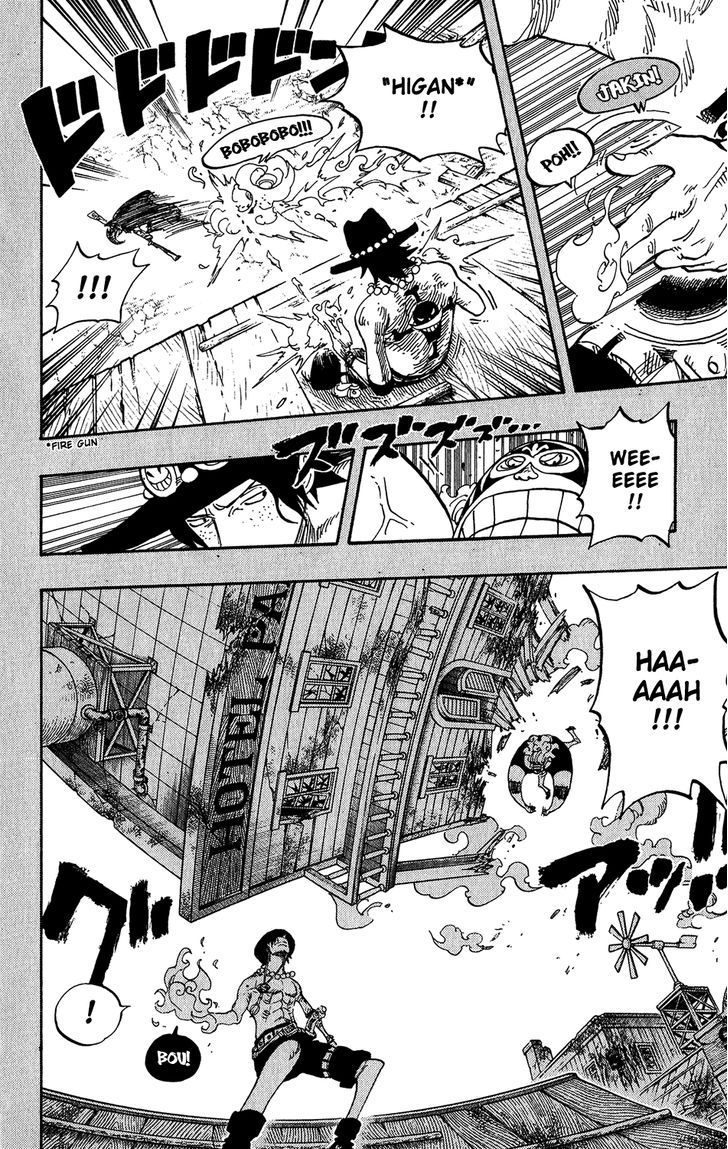 JAKIN!
POH!!
"HIGAN*"
!!
BOBOBOBO!!!
ドドドドン
!!!
*FIRE GUN
WEE-
EEEE
!!
ズズズズ...
HAA-
AAAH
!!!
HOTEL PA
アッ!!
グ
!
BOU!